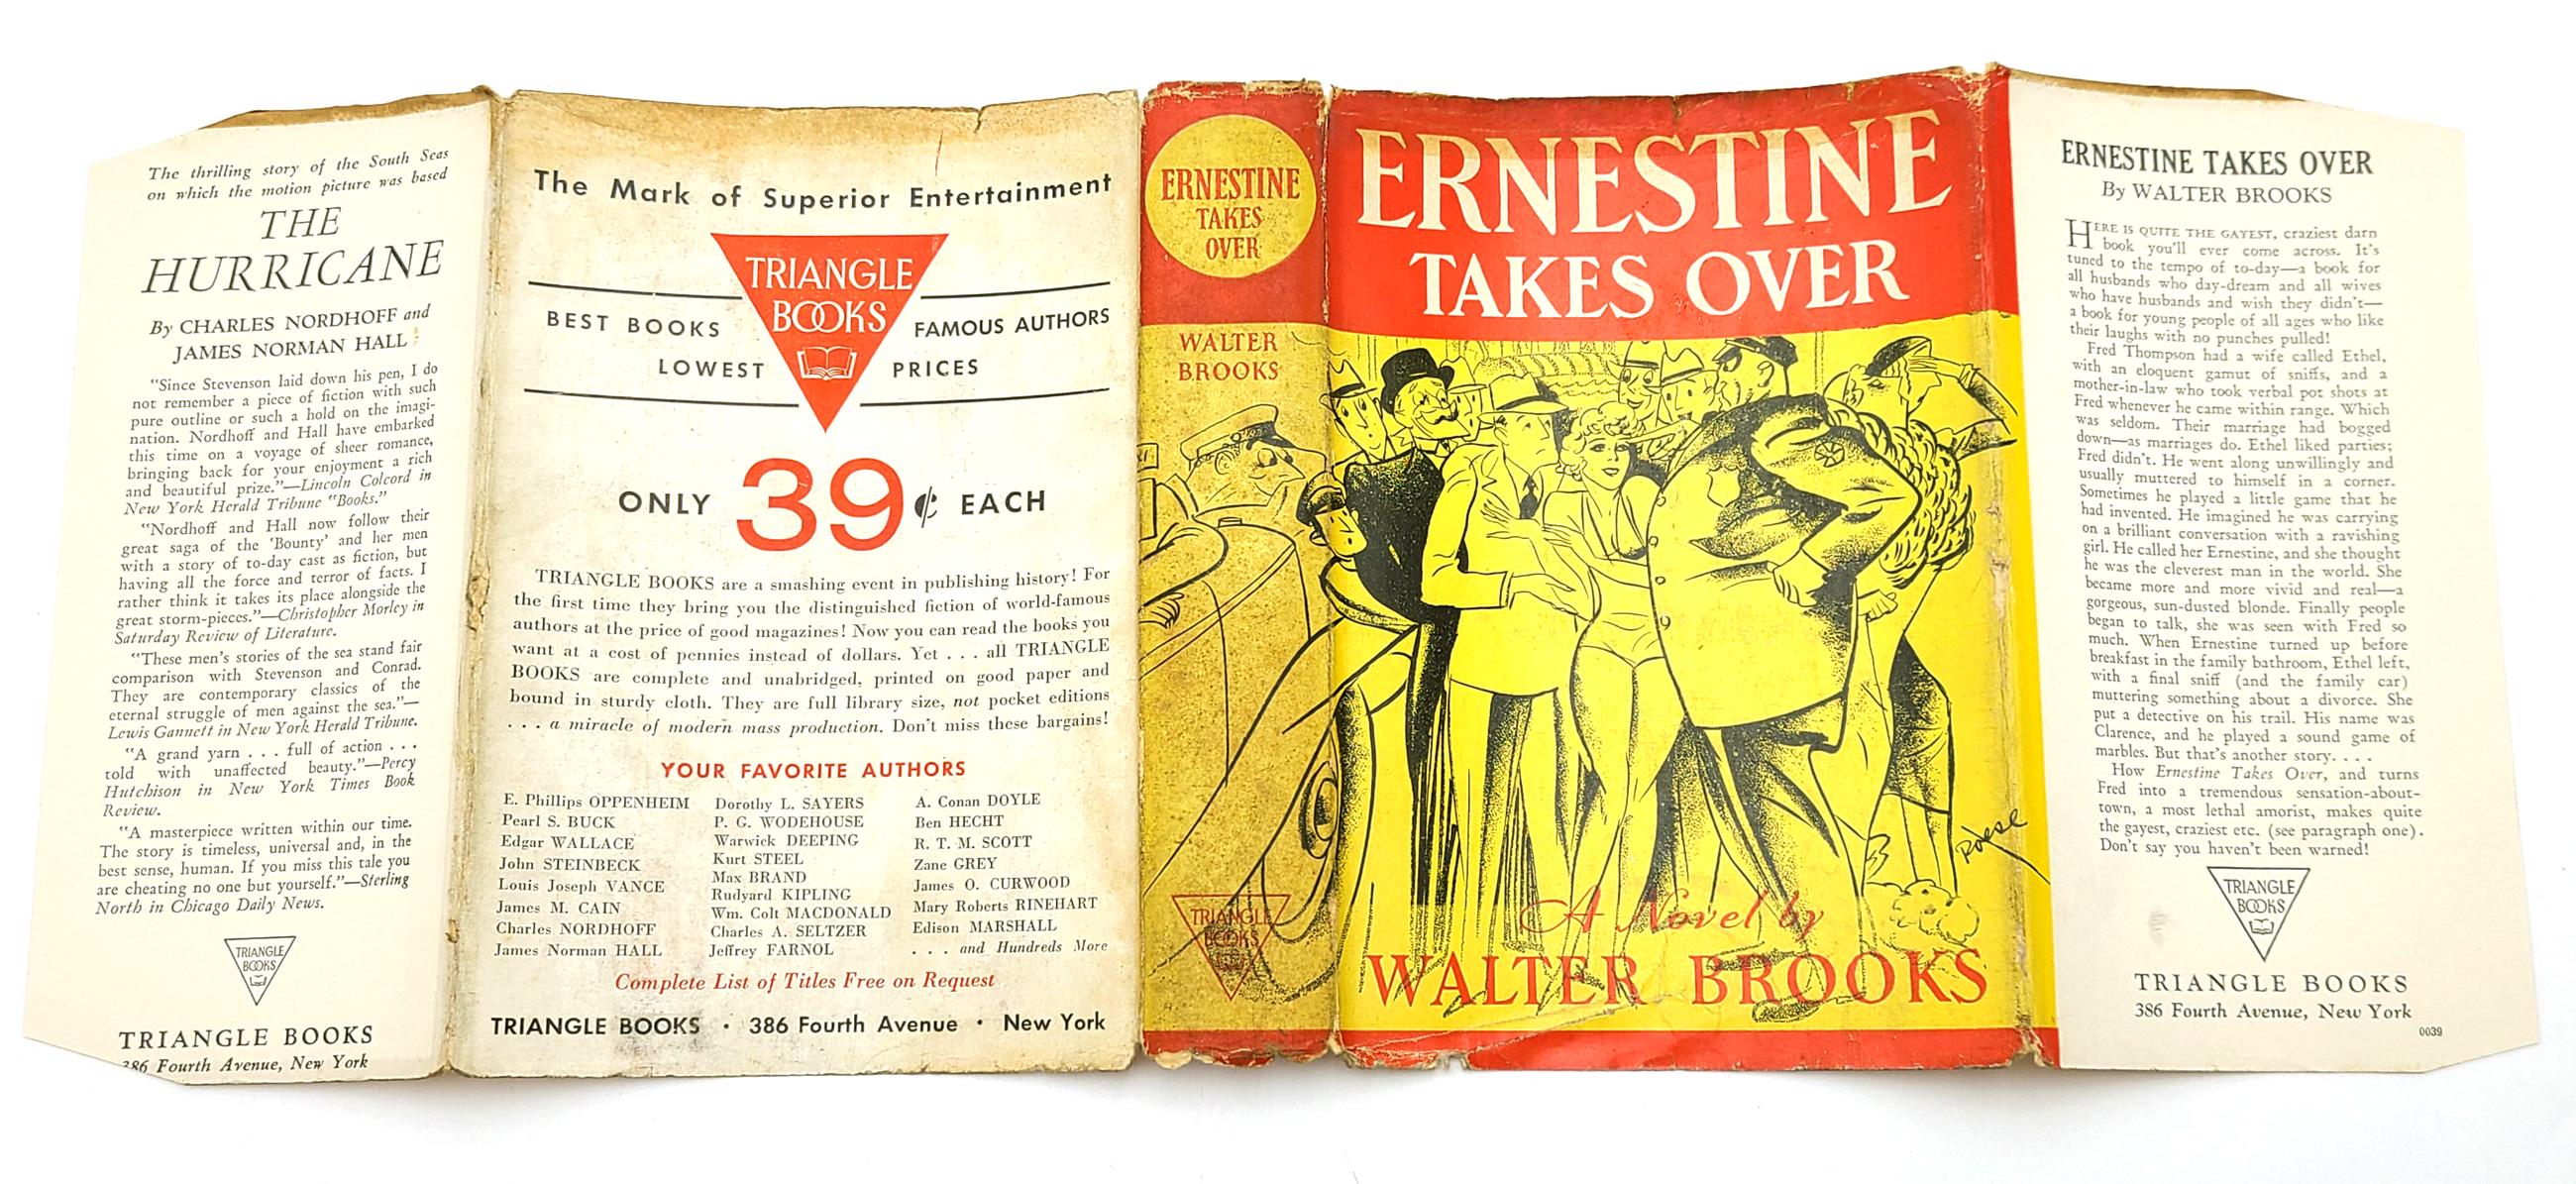 The thrilling story of the South Seas
on which the motion picture was based
THE
HURRICANE
By CHARLES NORDHOFF and
JAMES NORMAN HALL
"Since Stevenson laid down his pen, I do
not remember a piece of fiction with such
pure outline or such a hold on the imagi-
nation. Nordhoff and Hall have embarked
this time on a voyage of sheer romance,
bringing back for your enjoyment a rich
and beautiful prize."—Lincoln Colcord in
New York Herald Tribune "Books."
"Nordhoff and Hall now follow their
great saga of the 'Bounty' and her men
with a story of to-day cast as fiction, but
having all the force and terror of facts. I
rather think it takes its place alongside the
great storm-pieces."—Christopher Morley in
Saturday Review of Literature.
"These men's stories of the sea stand fair
comparison with Stevenson and Conrad.
They are contemporary classics of the
eternal struggle of men against the sea."—
Lewis Gannett in New York Herald Tribune.
"A grand yarn . . . full of action . . .
told with unaffected beauty."—Percy
Hutchison in New York Times Book
Review.
"A masterpiece written within our time.
The story is timeless, universal and, in the
best sense, human. If you miss this tale you
are cheating no one but yourself."—Sterling
North in Chicago Daily News.
TRIANGLE
BOOKS
TRIANGLE BOOKS
386 Fourth Avenue, New York
The Mark of Superior Entertainment
TRIANGLE
BOOKS
BEST BOOKS FAMOUS AUTHORS
LOWEST PRICES
ONLY 39¢ EACH
TRIANGLE BOOKS are a smashing event in publishing history! For
the first time they bring you the distinguished fiction of world-famous
authors at the price of good magazines! Now you can read the books you
want at a cost of pennies instead of dollars. Yet . . . all TRIANGLE
BOOKS are complete and unabridged, printed on good paper and
bound in sturdy cloth. They are full library size, not pocket editions
. . . a miracle of modern mass production. Don't miss these bargains!
YOUR FAVORITE AUTHORS
E. Phillips OPPENHEIM
Pearl S. BUCK
Edgar WALLACE
John STEINBECK
Louis Joseph VANCE
James M. CAIN
Charles NORDHOFF
James Norman HALL
Dorothy L. SAYERS
P. G. WODEHOUSE
Warwick DEEPING
Kurt STEEL
Max BRAND
Rudyard KIPLING
Wm. Colt MACDONALD
Charles A. SELTZER
Jeffrey FARNOL
A. Conan DOYLE
Ben HECHT
R. T. M. SCOTT
Zane GREY
James O. CURWOOD
Mary Roberts RINEHART
Edison MARSHALL
. . . and Hundreds More
Complete List of Titles Free on Request
TRIANGLE BOOKS · 386 Fourth Avenue · New York
ERNESTINE
TAKES
OVER
WALTER
BROOKS
TRIANGLE
BOOKS
ERNESTINE
TAKES OVER
Roese
A Novel by
WALTER BROOKS
ERNESTINE TAKES OVER
By WALTER BROOKS
HERE IS QUITE THE GAYEST, craziest darn
book you'll ever come across. It's
tuned to the tempo of to-day—a book for
all husbands who day-dream and all wives
who have husbands and wish they didn't—
a book for young people of all ages who like
their laughs with no punches pulled!
Fred Thompson had a wife called Ethel,
with an eloquent gamut of sniffs, and a
mother-in-law who took verbal pot shots at
Fred whenever he came within range. Which
was seldom. Their marriage had bogged
down—as marriages do. Ethel liked parties;
Fred didn't. He went along unwillingly and
usually muttered to himself in a corner.
Sometimes he played a little game that he
had invented. He imagined he was carrying
on a brilliant conversation with a ravishing
girl. He called her Ernestine, and she thought
he was the cleverest man in the world. She
became more and more vivid and real—a
gorgeous, sun-dusted blonde. Finally people
began to talk, she was seen with Fred so
much. When Ernestine turned up before
breakfast in the family bathroom, Ethel left,
with a final sniff (and the family car)
muttering something about a divorce. She
put a detective on his trail. His name was
Clarence, and he played a sound game of
marbles. But that's another story. . . .
How Ernestine Takes Over, and turns
Fred into a tremendous sensation-about-
town, a most lethal amorist, makes quite
the gayest, craziest etc. (see paragraph one).
Don't say you haven't been warned!
TRIANGLE
BOOKS
TRIANGLE BOOKS
386 Fourth Avenue, New York
0039